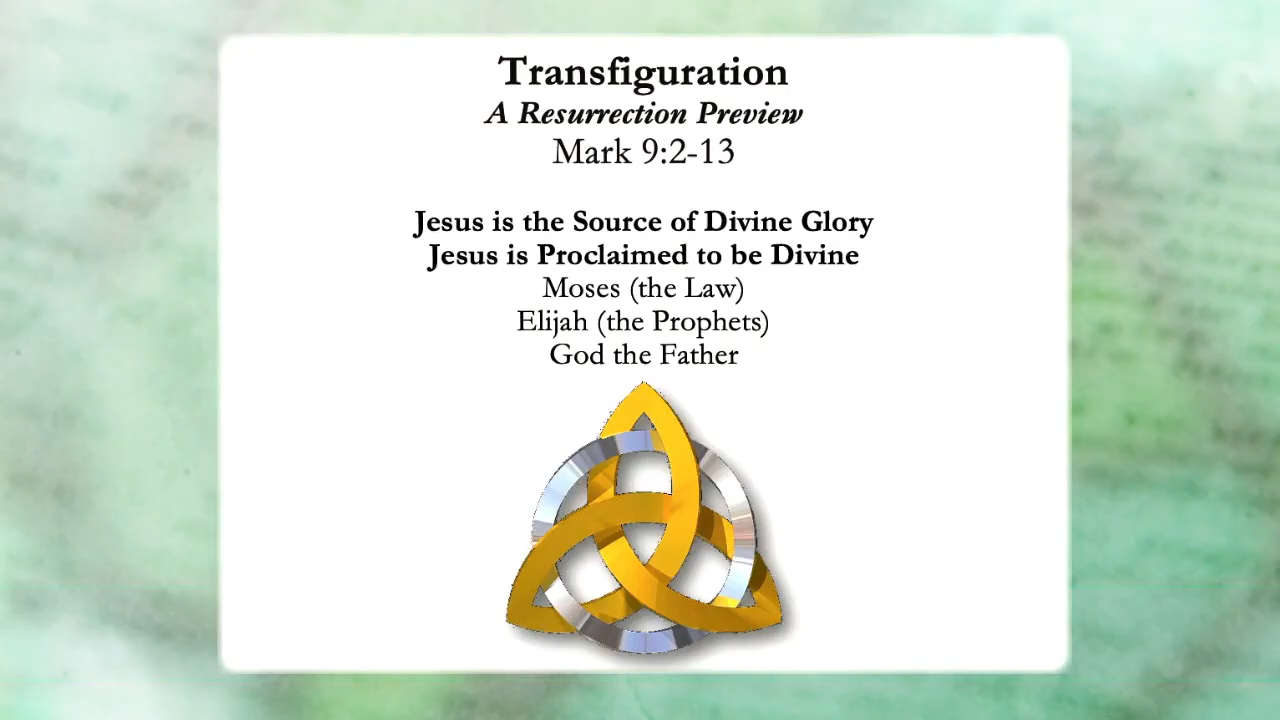 Transfiguration
A Resurrection Preview
Mark 9:2-13
Jesus is the Source of Divine Glory
Jesus is Proclaimed to be Divine
Moses (the Law)
Elijah (the Prophets)
God the Father